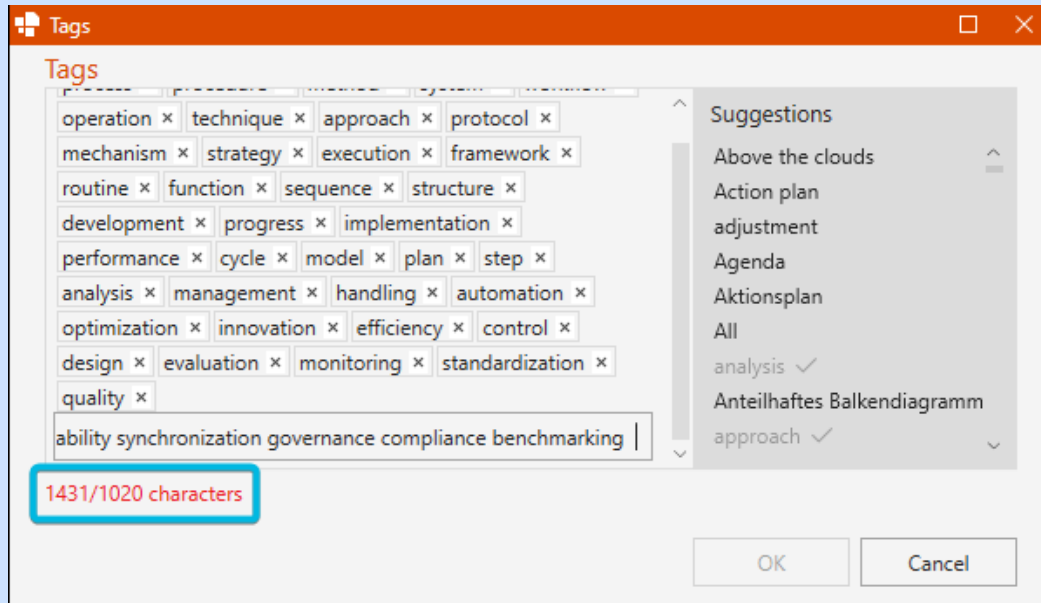 Tags
Tags
operation × technique × approach × protocol ×
mechanism × strategy × execution × framework ×
routine × function × sequence × structure ×
development × progress × implementation ×
performance × cycle × model × plan × step ×
analysis × management × handling × automation ×
optimization × innovation × efficiency × control ×
design × evaluation × monitoring × standardization ×
quality ×
ability synchronization governance compliance benchmarking
1431/1020 characters
Suggestions
Above the clouds
Action plan
adjustment
Agenda
Aktionsplan
All
analysis ✓
Anteilhaftes Balkendiagramm
approach ✓
OK
Cancel